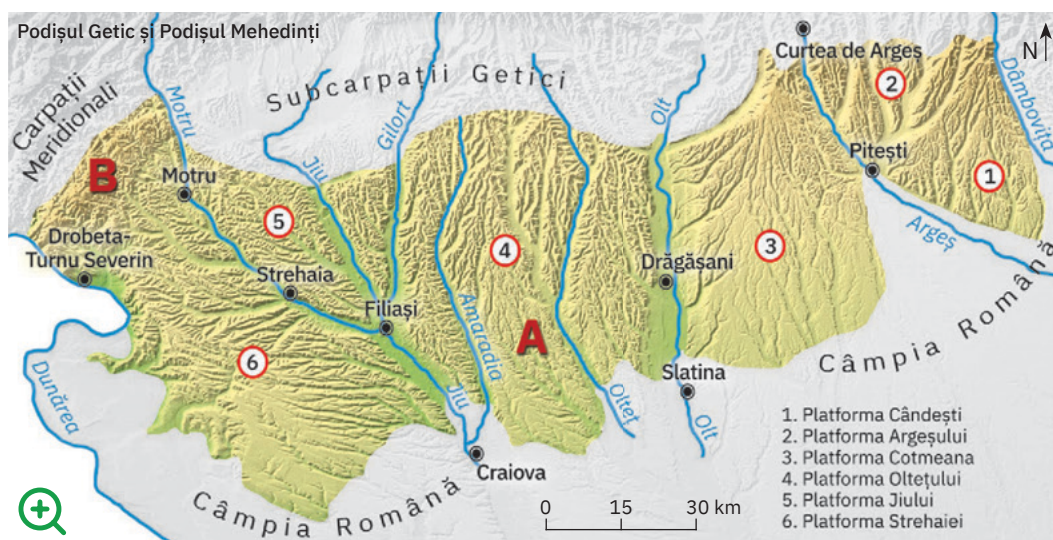 Podișul Getic și Podișul Mehedinți
N
Curtea de Argeș
Carpații
Meridionali
Subcarpații Getici
Motru
Jiu
Gilort
Olt
Dâmbovița
2
1
B
Motru
5
Pitești
Argeș
4
3
Drobeta-
Turnu Severin
Strehaia
Drăgășani
Filiași
Amaradia
A
6
Dunărea
Jiu
Olteț
Slatina
Olt
Craiova
Câmpia Română
Câmpia Română
0 15 30 km
1. Platforma Cândești
2. Platforma Argeșului
3. Platforma Cotmeana
4. Platforma Oltețului
5. Platforma Jiului
6. Platforma Strehaiei